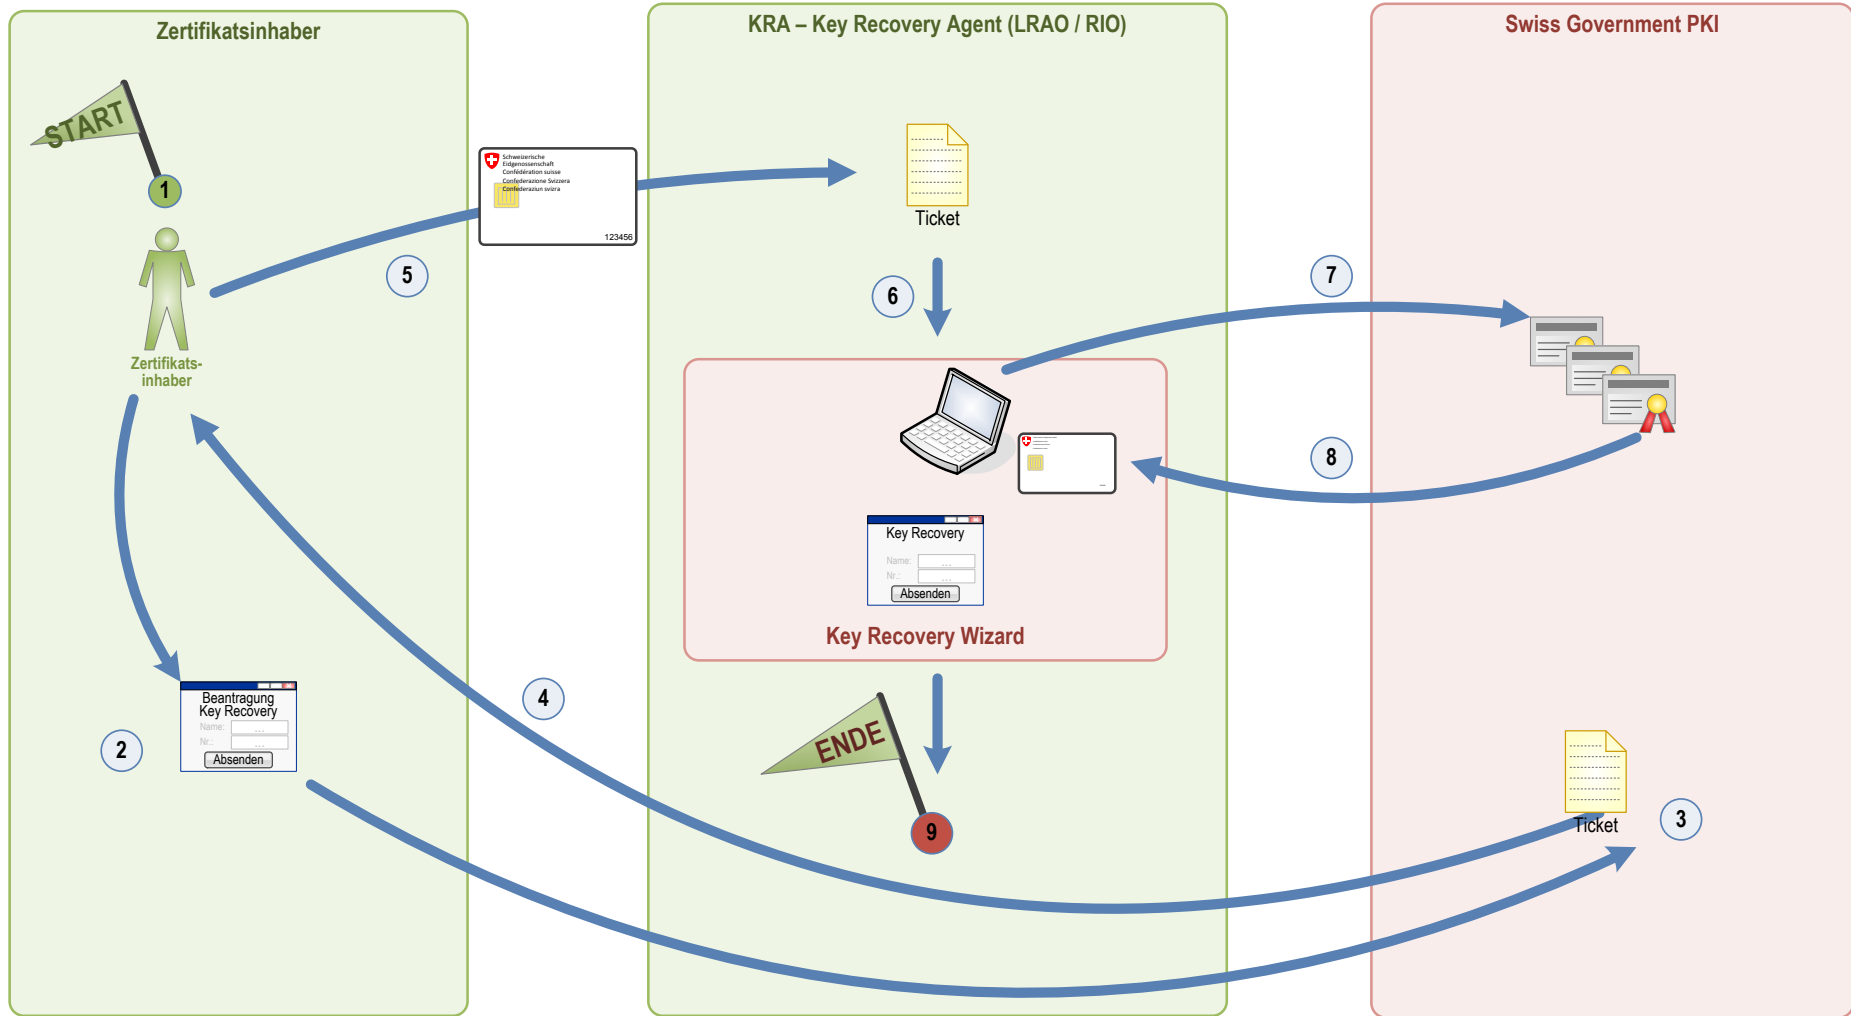 Zertifikatsinhaber
KRA – Key Recovery Agent (LRAO / RIO)
Swiss Government PKI
START
1
Schweizerische
Eidgenossenschaft
Confédération suisse
Confederazione Svizzera
Confederaziun svizra
123456
Ticket
5
6
7
Zertifikats-
inhaber
8
Key Recovery
Name: ...
Nr.: ...
Absenden
Key Recovery Wizard
4
Beantragung
Key Recovery
Name: ...
Nr.: ...
Absenden
2
ENDE
9
Ticket
3